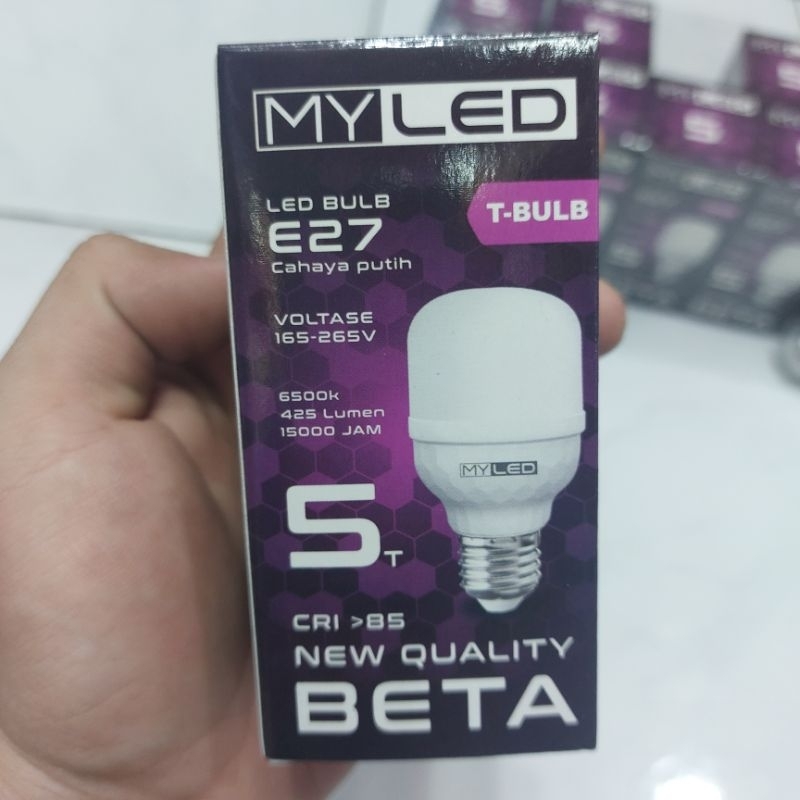 MYLED
LED BULB
E27
Cahaya putih
T-BULB
VOLTASE
165-265V
6500k
425 Lumen
15000 JAM
MYLED
5T
CRI >85
NEW QUALITY
BETA
5